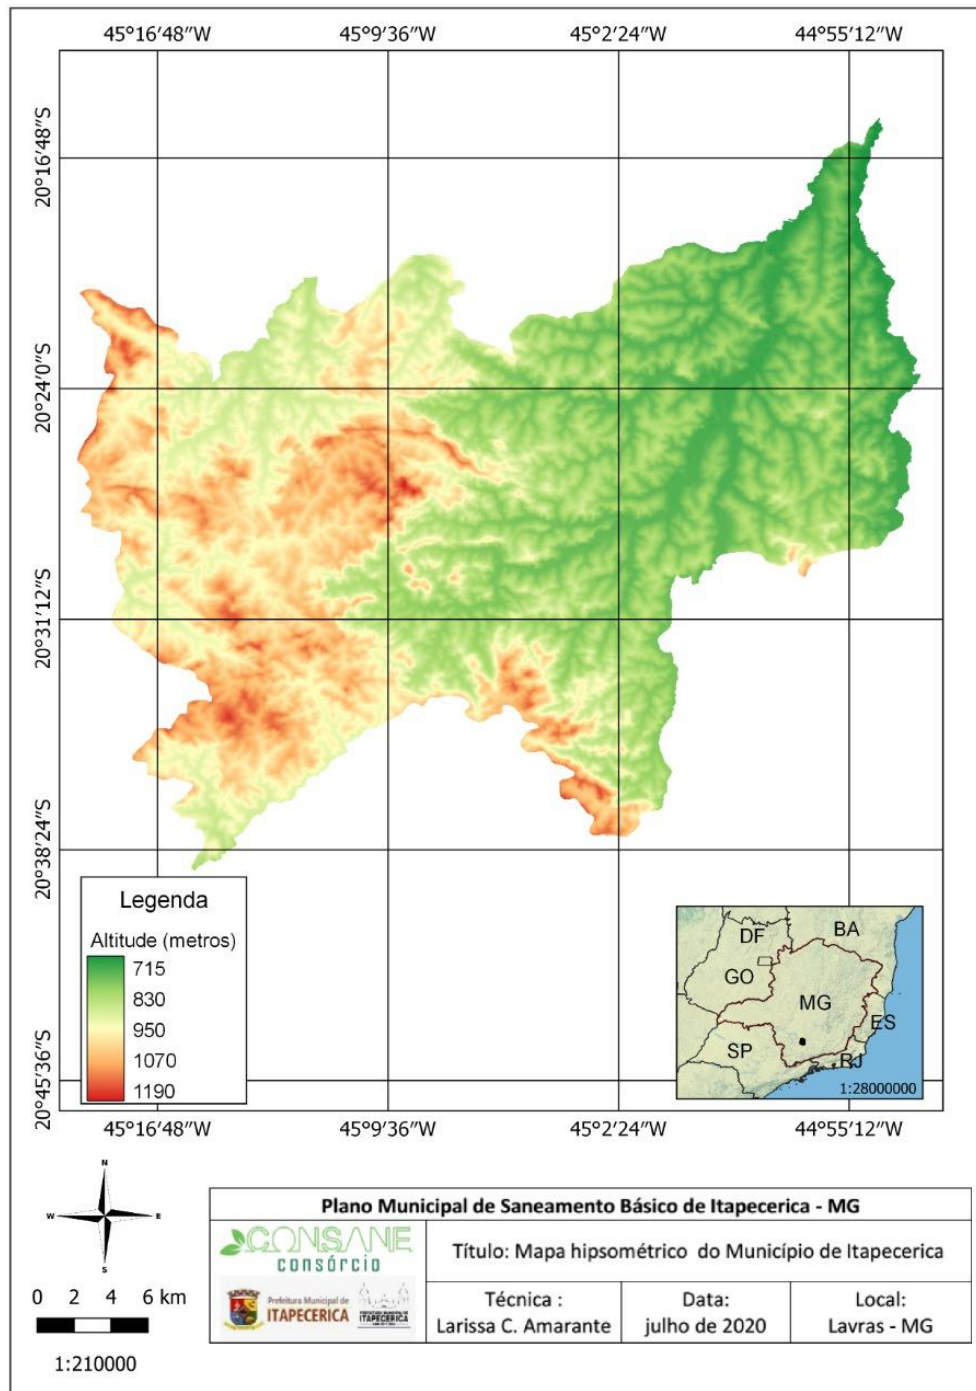 45°16′48″W 45°9′36″W 45°2′24″W 44°55′12″W
20°16′48″S
20°24′0″S
20°31′12″S
20°38′24″S
20°45′36″S
Legenda
Altitude (metros)
715
830
950
1070
1190
DF
BA
GO
MG
ES
SP
RJ
1:28000000
45°16′48″W 45°9′36″W 45°2′24″W 44°55′12″W
N
W E
S
0 2 4 6 km
1:210000
Plano Municipal de Saneamento Básico de Itapecerica - MG
CONSANE
consórcio
Prefeitura Municipal de
ITAPECERICA
PREFEITURA MUNICIPAL DE
ITAPECERICA
Título: Mapa hipsométrico do Município de Itapecerica
Técnica :
Larissa C. Amarante
Data:
julho de 2020
Local:
Lavras - MG